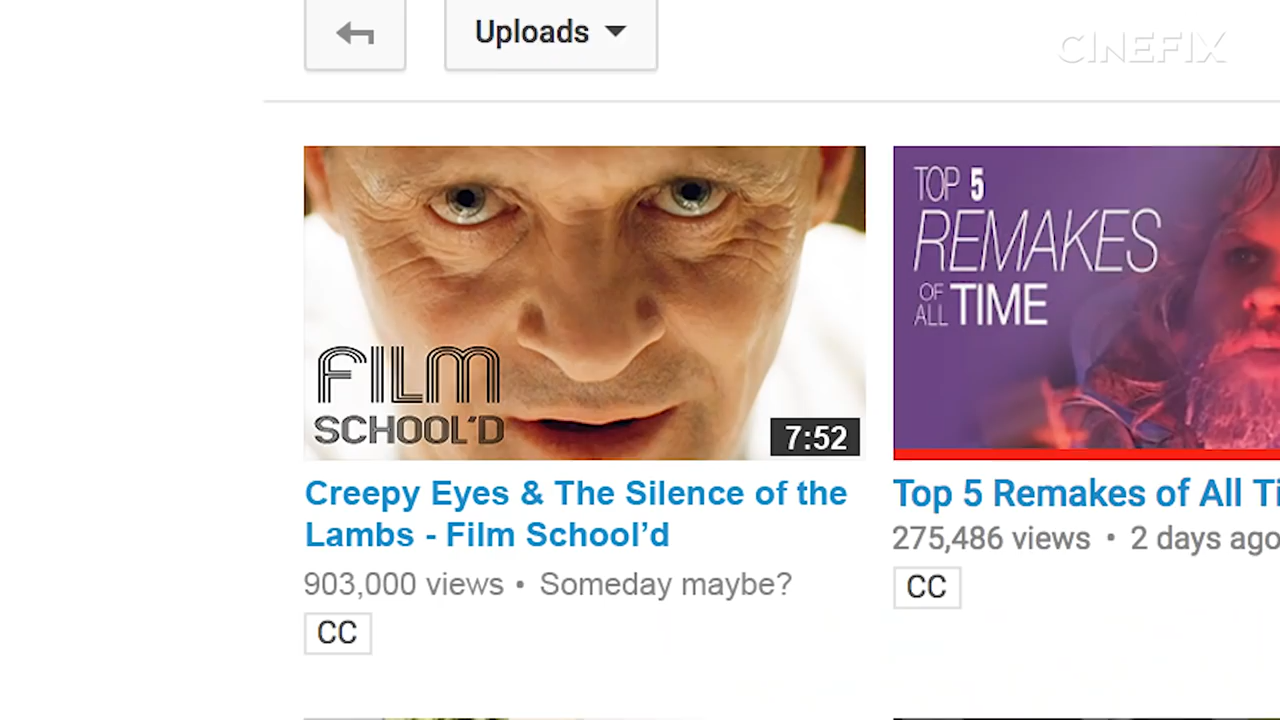 Uploads
CINEFIX
TOP 5
REMAKES
OF
ALL TIME
FILM
SCHOOL'D
7:52
Creepy Eyes & The Silence of the
Lambs - Film School’d
903,000 views • Someday maybe?
CC
Top 5 Remakes of All Ti
275,486 views • 2 days ago
CC